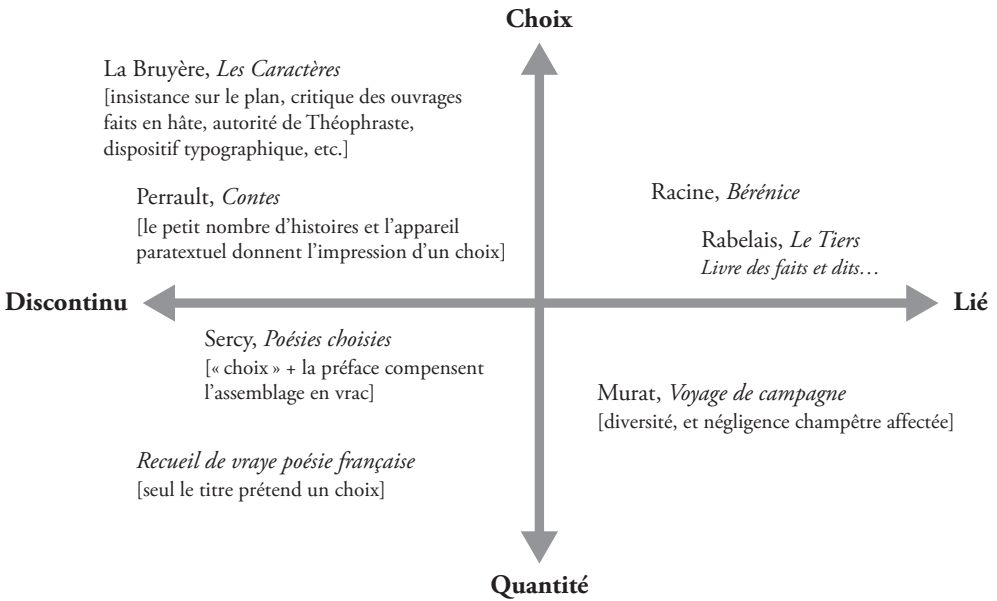 Choix
La Bruyère, Les Caractères
[insistance sur le plan, critique des ouvrages
faits en hâte, autorité de Théophraste,
dispositif typographique, etc.]
Perrault, Contes
[le petit nombre d’histoires et l’appareil
paratextuel donnent l’impression d’un choix]
Racine, Bérénice
Rabelais, Le Tiers
Livre des faits et dits…
Discontinu
Lié
Sercy, Poésies choisies
[« choix » + la préface compensent
l’assemblage en vrac]
Murat, Voyage de campagne
[diversité, et négligence champêtre affectée]
Recueil de vraye poésie française
[seul le titre prétend un choix]
Quantité